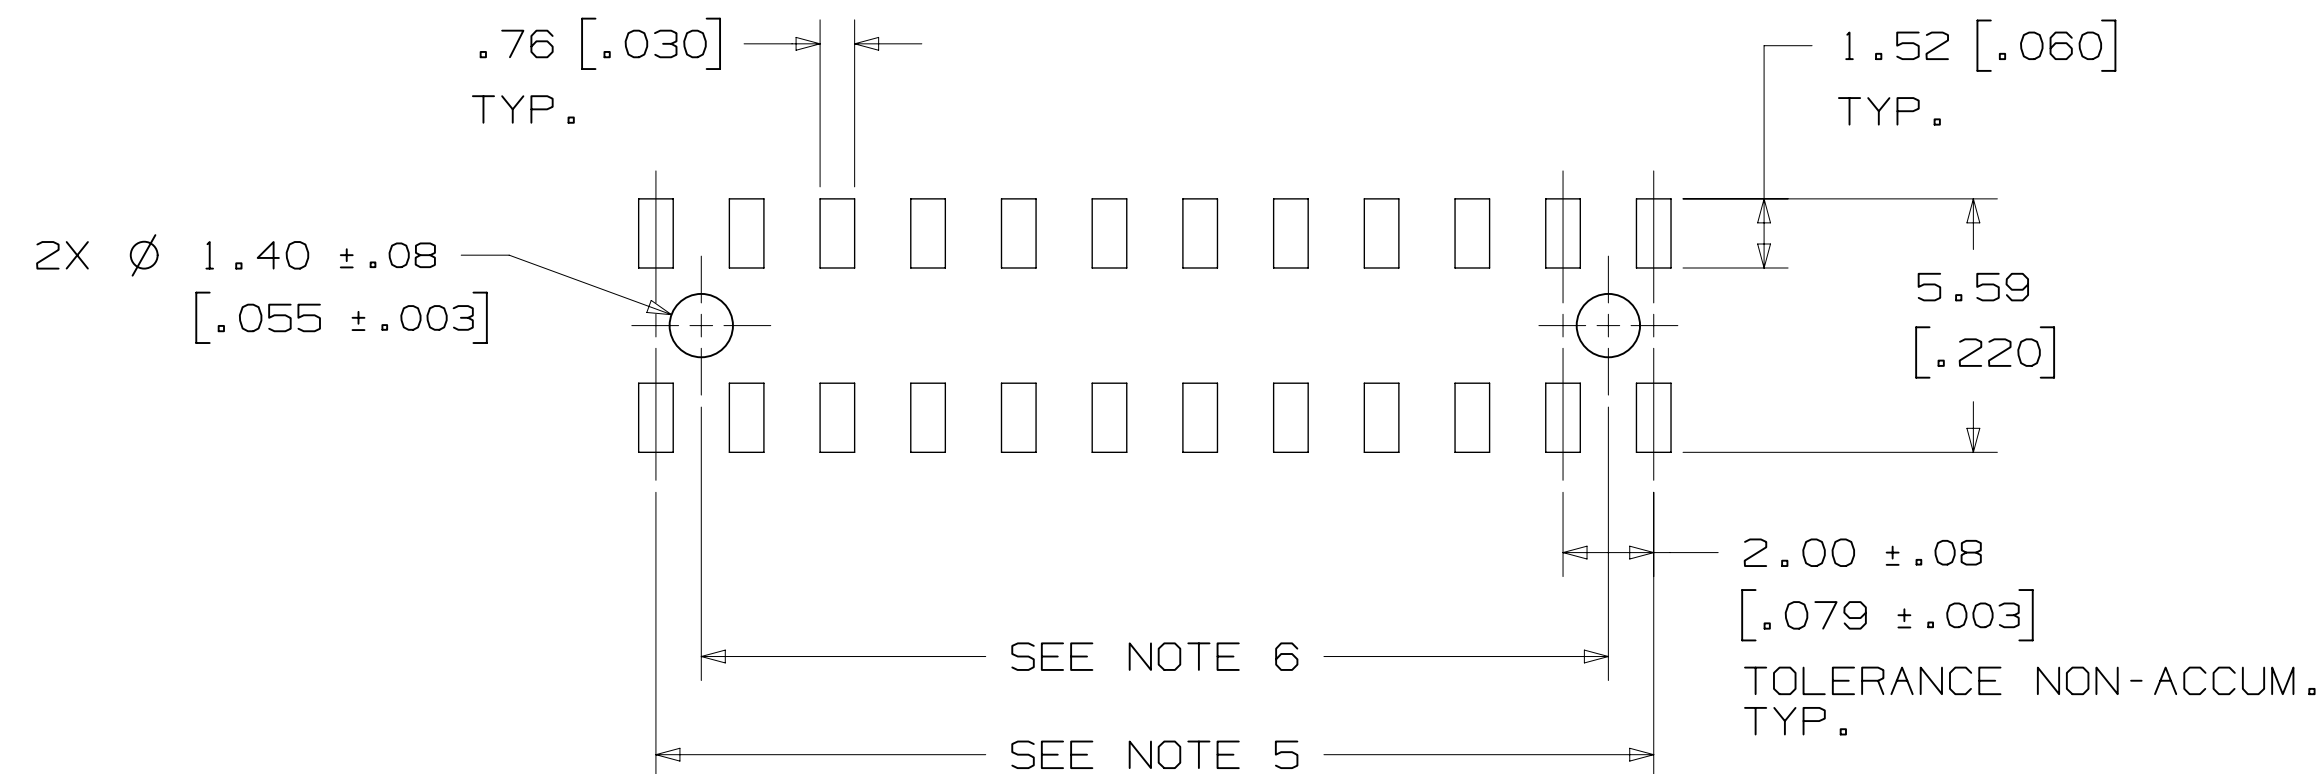 .76 [.030]
TYP.
1.52 [.060]
TYP.
2X Ø 1.40 ±.08
[.055 ±.003]
5.59
[.220]
2.00 ±.08
[.079 ±.003]
TOLERANCE NON-ACCUM.
TYP.
SEE NOTE 6
SEE NOTE 5